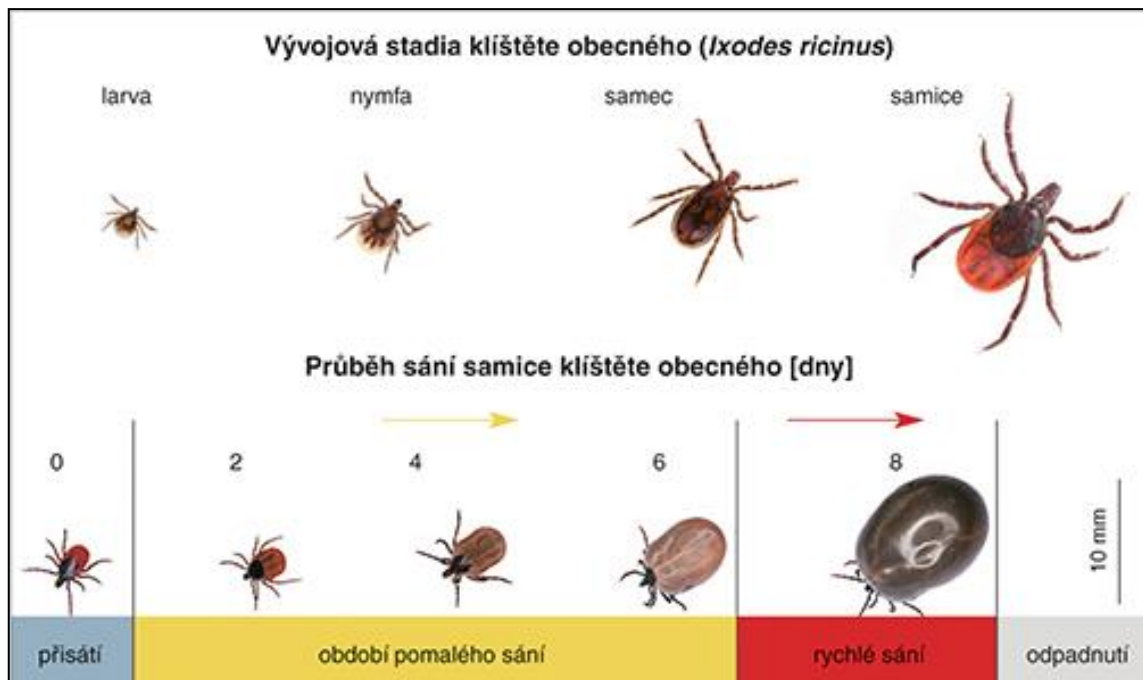 Vývojová stadia klíštěte obecného (Ixodes ricinus)
larva nymfa samec samice
Průběh sání samice klíštěte obecného [dny]
0 2 4 6 8
10 mm
přisátí období pomalého sání rychlé sání odpadnutí